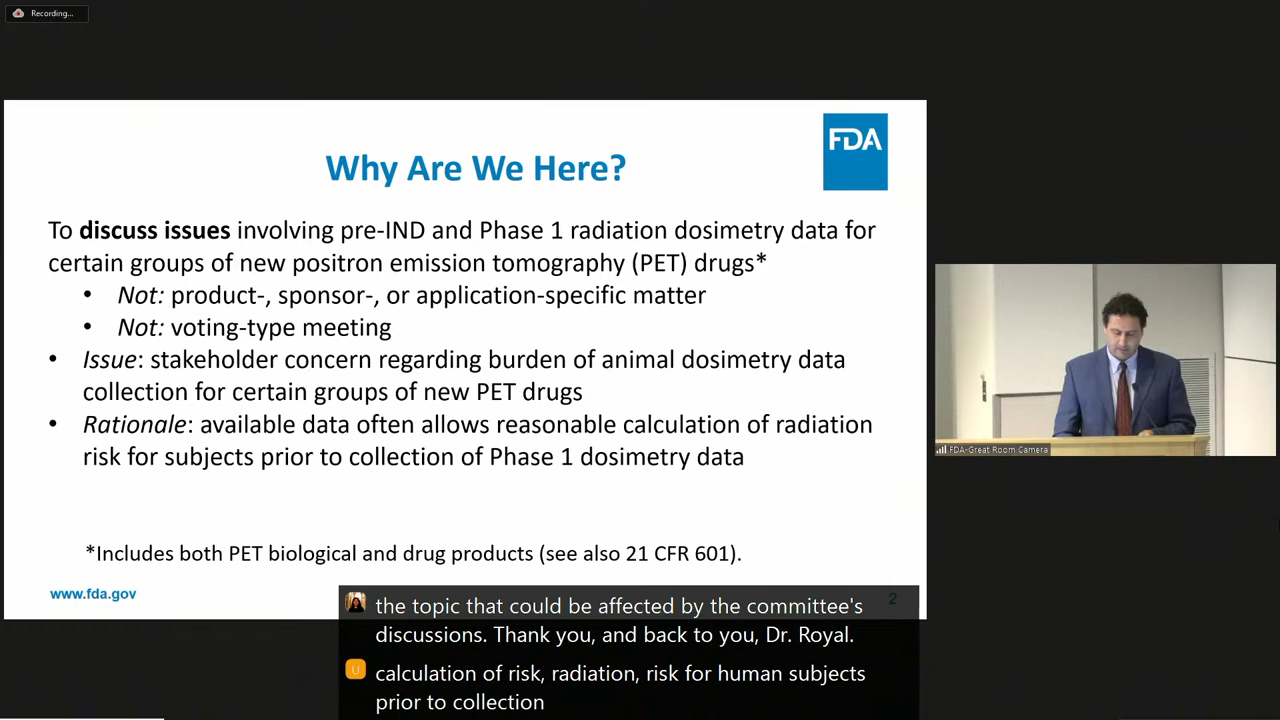 Recording...
FDA
Why Are We Here?
To discuss issues involving pre-IND and Phase 1 radiation dosimetry data for
certain groups of new positron emission tomography (PET) drugs*
• Not: product-, sponsor-, or application-specific matter
• Not: voting-type meeting
• Issue: stakeholder concern regarding burden of animal dosimetry data
collection for certain groups of new PET drugs
• Rationale: available data often allows reasonable calculation of radiation
risk for subjects prior to collection of Phase 1 dosimetry data
*Includes both PET biological and drug products (see also 21 CFR 601).
www.fda.gov
2
FDA-Great Room Camera
the topic that could be affected by the committee's
discussions. Thank you, and back to you, Dr. Royal.
U
calculation of risk, radiation, risk for human subjects
prior to collection